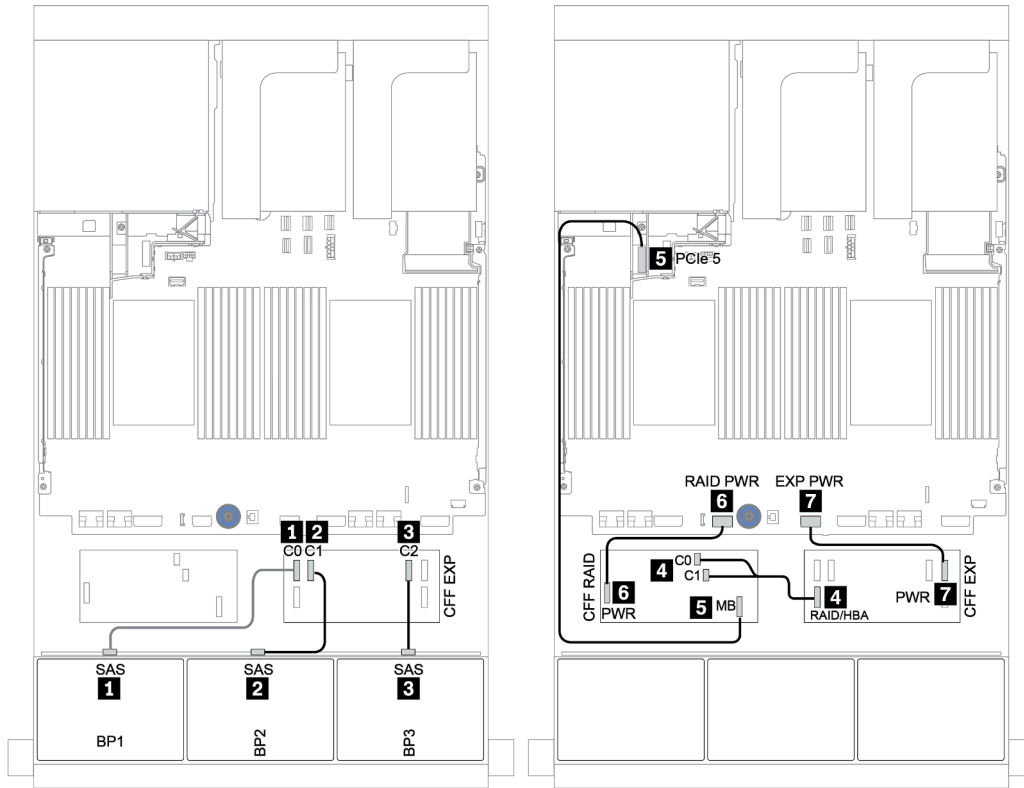 1 2 3
C0 C1 C2
CFF EXP
SAS SAS SAS
1 2 3
BP1 BP2 BP3
5 PCIe 5
RAID PWR EXP PWR
6 7
CFF RAID
4 C0
C1
6
PWR
5 MB
4
RAID/HBA
PWR 7
CFF EXP